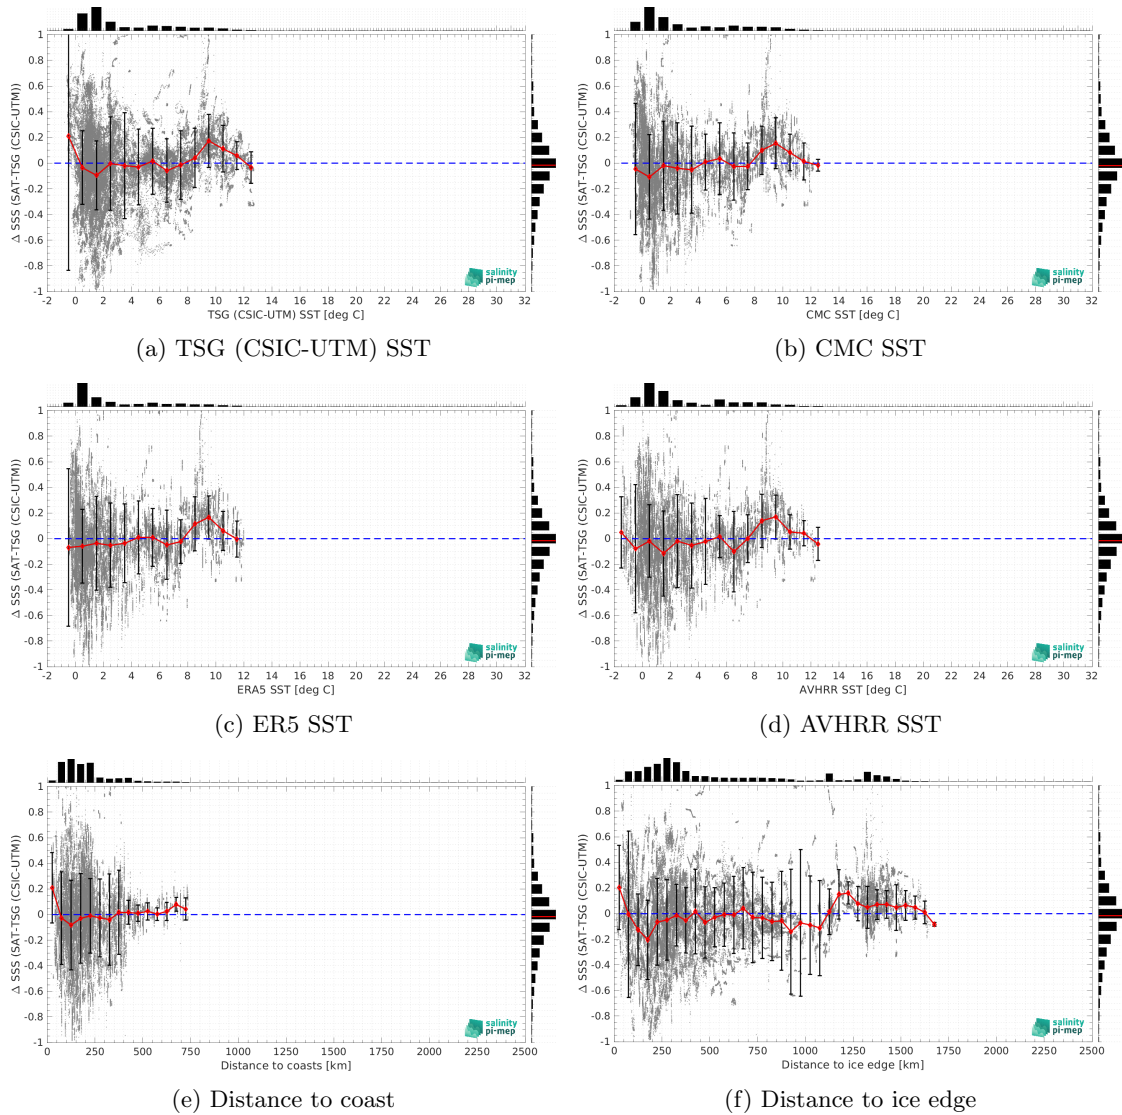 1
0.8
0.6
0.4
0.2
0
-0.2
-0.4
-0.6
-0.8
-1
Δ SSS (SAT-TSG (CSIC-UTM))
salinity
pi-mep
-2 0 2 4 6 8 10 12 14 16 18 20 22 24 26 28 30 32
TSG (CSIC-UTM) SST [deg C]
(a) TSG (CSIC-UTM) SST
1
0.8
0.6
0.4
0.2
0
-0.2
-0.4
-0.6
-0.8
-1
Δ SSS (SAT-TSG (CSIC-UTM))
salinity
pi-mep
-2 0 2 4 6 8 10 12 14 16 18 20 22 24 26 28 30 32
CMC SST [deg C]
(b) CMC SST
1
0.8
0.6
0.4
0.2
0
-0.2
-0.4
-0.6
-0.8
-1
Δ SSS (SAT-TSG (CSIC-UTM))
salinity
pi-mep
-2 0 2 4 6 8 10 12 14 16 18 20 22 24 26 28 30 32
ERA5 SST [deg C]
(c) ER5 SST
1
0.8
0.6
0.4
0.2
0
-0.2
-0.4
-0.6
-0.8
-1
Δ SSS (SAT-TSG (CSIC-UTM))
salinity
pi-mep
-2 0 2 4 6 8 10 12 14 16 18 20 22 24 26 28 30 32
AVHRR SST [deg C]
(d) AVHRR SST
1
0.8
0.6
0.4
0.2
0
-0.2
-0.4
-0.6
-0.8
-1
Δ SSS (SAT-TSG (CSIC-UTM))
salinity
pi-mep
0 250 500 750 1000 1250 1500 1750 2000 2250 2500
Distance to coasts [km]
(e) Distance to coast
1
0.8
0.6
0.4
0.2
0
-0.2
-0.4
-0.6
-0.8
-1
Δ SSS (SAT-TSG (CSIC-UTM))
salinity
pi-mep
0 250 500 750 1000 1250 1500 1750 2000 2250 2500
Distance to ice edge [km]
(f) Distance to ice edge